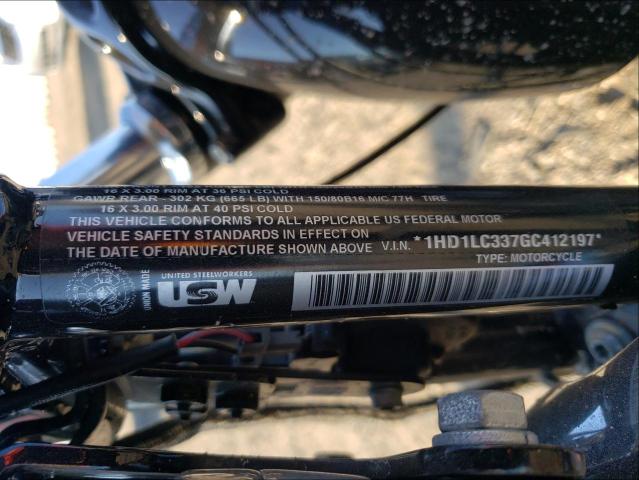 16 X 3.00 RIM AT 36 PSI COLD
GAWR REAR - 302 KG (665 LB) WITH 150/80B16 M/C 77H TIRE
16 X 3.00 RIM AT 40 PSI COLD
THIS VEHICLE CONFORMS TO ALL APPLICABLE US FEDERAL MOTOR
VEHICLE SAFETY STANDARDS IN EFFECT ON
THE DATE OF MANUFACTURE SHOWN ABOVE V.I.N. *1HD1LC337GC412197*
TYPE: MOTORCYCLE
UNION MADE
UNITED STEELWORKERS
USW